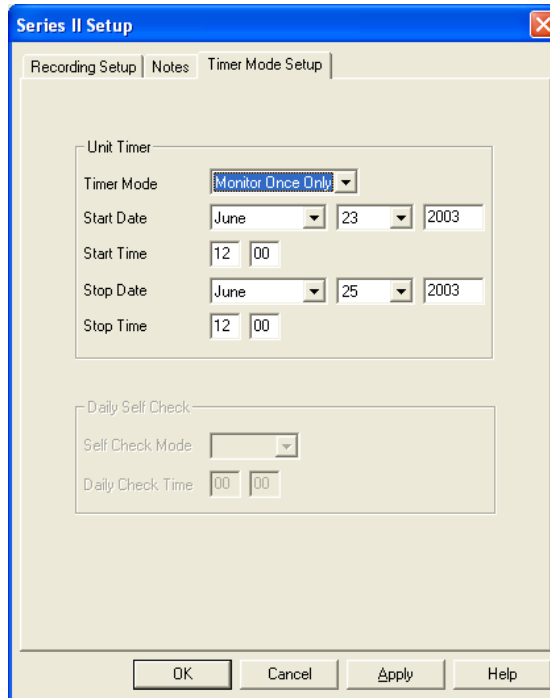 Series II Setup
Recording Setup Notes Timer Mode Setup
Unit Timer
Timer Mode Monitor Once Only
Start Date June 23 2003
Start Time 12 00
Stop Date June 25 2003
Stop Time 12 00
Daily Self Check
Self Check Mode
Daily Check Time 00 00
OK Cancel Apply Help